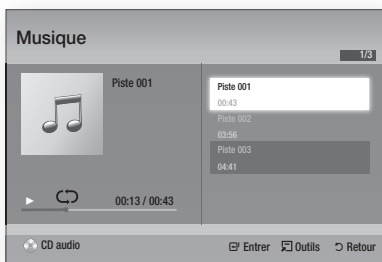 Musique
1/3
Piste 001
00:13 / 00:43
Piste 001
00:43
Piste 002
03:56
Piste 003
04:41
CD audio
Entrer Outils Retour